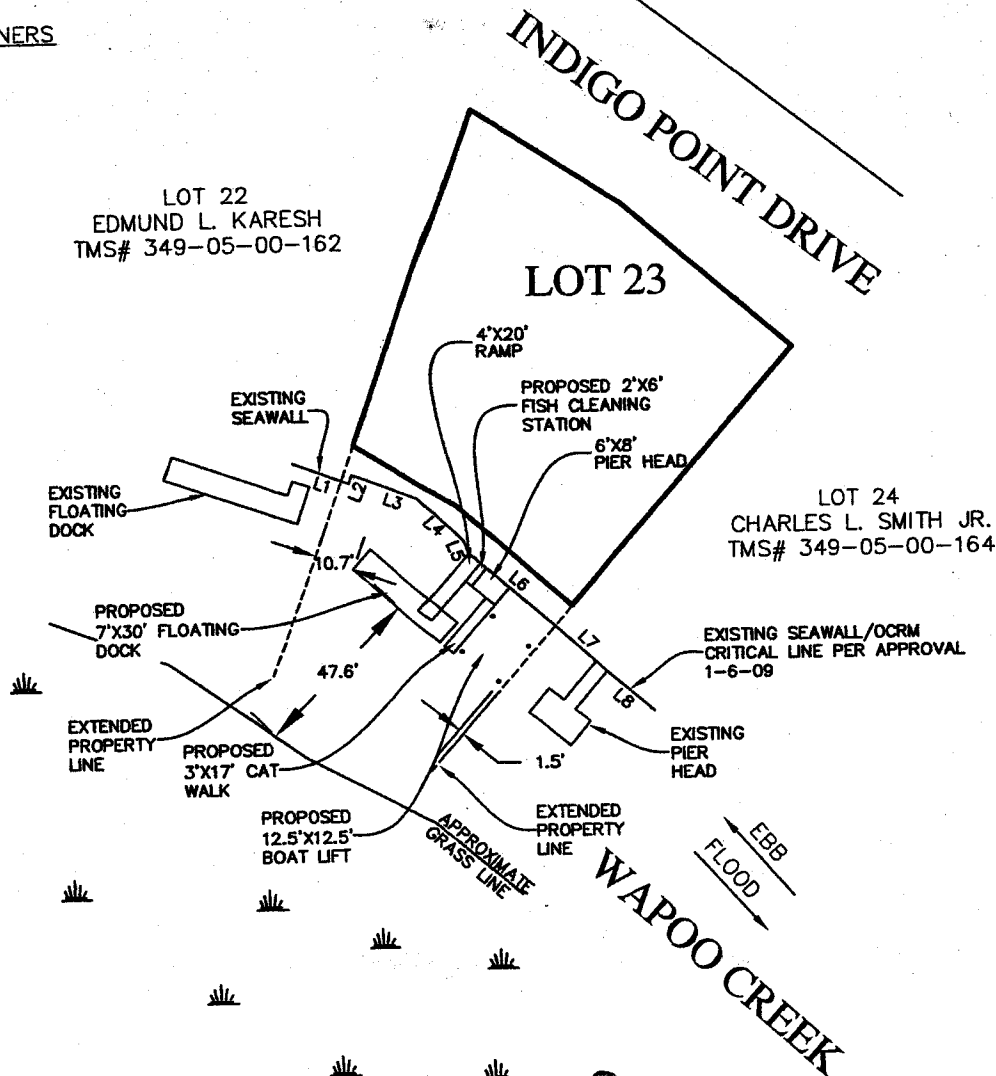 NERS
INDIGO POINT DRIVE
LOT 22
EDMUND L. KARESH
TMS# 349-05-00-162
LOT 23
4'X20'
RAMP
PROPOSED 2'X6'
FISH CLEANING
STATION
6'X8'
PIER HEAD
EXISTING
SEAWALL
EXISTING
FLOATING
DOCK
L1
L2
L3
L4
L5
L6
L7
L8
LOT 24
CHARLES L. SMITH JR.
TMS# 349-05-00-164
10.7'
PROPOSED
7'X30' FLOATING
DOCK
47.6'
EXISTING SEAWALL/OCRM
CRITICAL LINE PER APPROVAL
1-6-09
EXTENDED
PROPERTY
LINE
PROPOSED
3'X17' CAT
WALK
1.5'
EXISTING
PIER
HEAD
PROPOSED
12.5'X12.5'
BOAT LIFT
EXTENDED
PROPERTY
LINE
APPROXIMATE
GRASS LINE
EBB
FLOOD
WAPOO CREEK